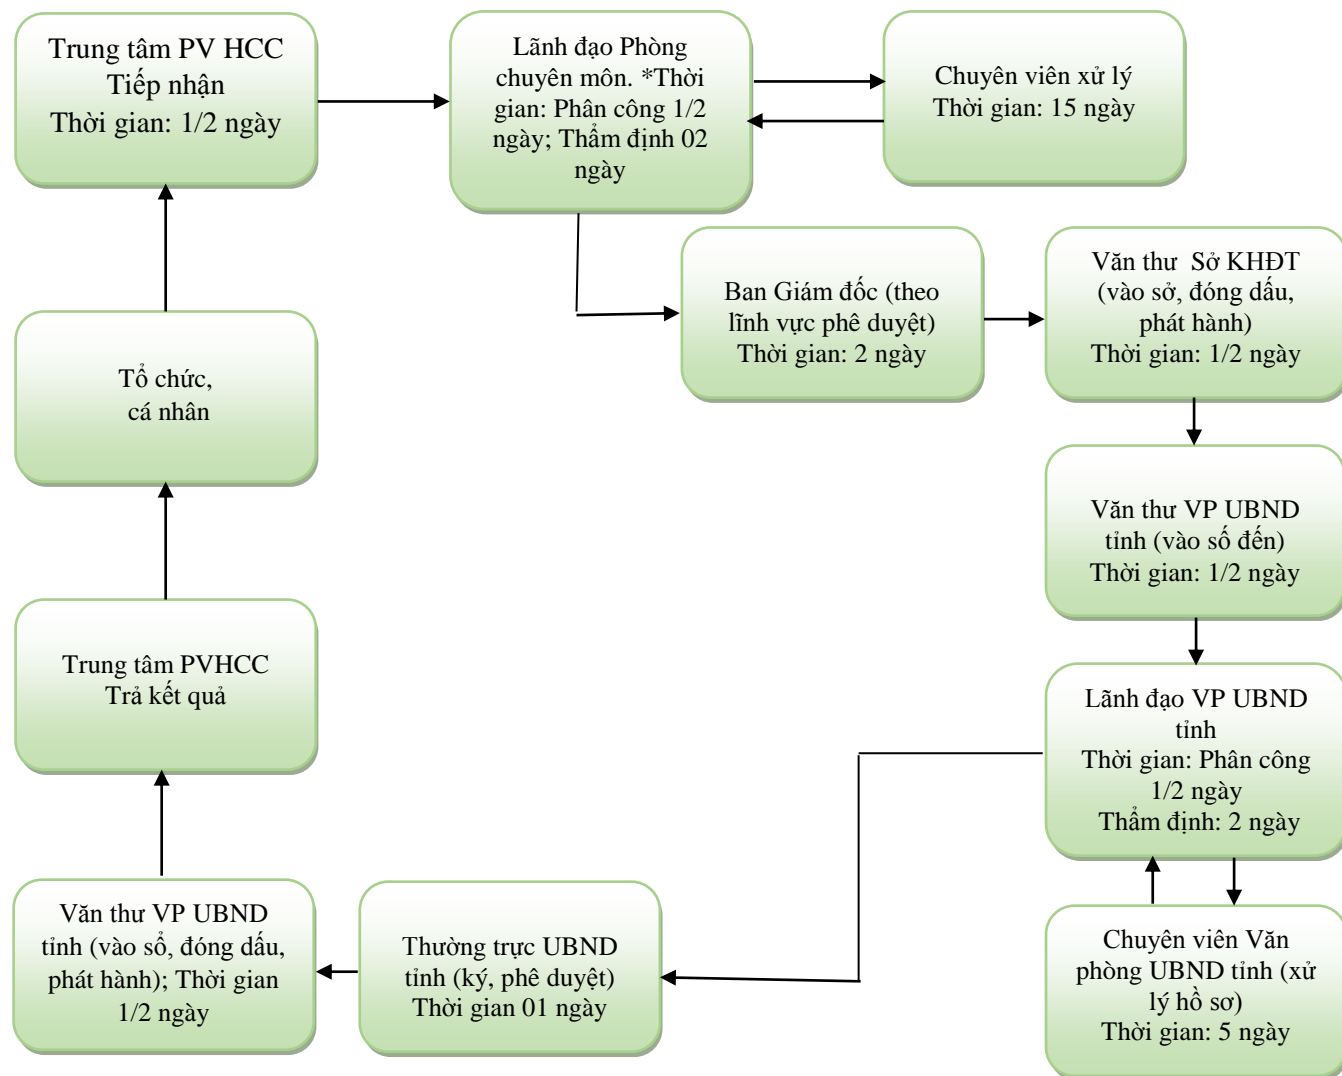 Trung tâm PV HCC
Tiếp nhận
Thời gian: 1/2 ngày
Lãnh đạo Phòng
chuyên môn. *Thời
gian: Phân công 1/2
ngày; Thẩm định 02
ngày
Chuyên viên xử lý
Thời gian: 15 ngày
Ban Giám đốc (theo
lĩnh vực phê duyệt)
Thời gian: 2 ngày
Văn thư Sở KHĐT
(vào sở, đóng dấu,
phát hành)
Thời gian: 1/2 ngày
Tổ chức,
cá nhân
Văn thư VP UBND
tỉnh (vào số đến)
Thời gian: 1/2 ngày
Trung tâm PVHCC
Trả kết quả
Lãnh đạo VP UBND
tỉnh
Thời gian: Phân công
1/2 ngày
Thẩm định: 2 ngày
Văn thư VP UBND
tỉnh (vào sổ, đóng dấu,
phát hành); Thời gian
1/2 ngày
Thường trực UBND
tỉnh (ký, phê duyệt)
Thời gian 01 ngày
Chuyên viên Văn
phòng UBND tỉnh (xử
lý hồ sơ)
Thời gian: 5 ngày